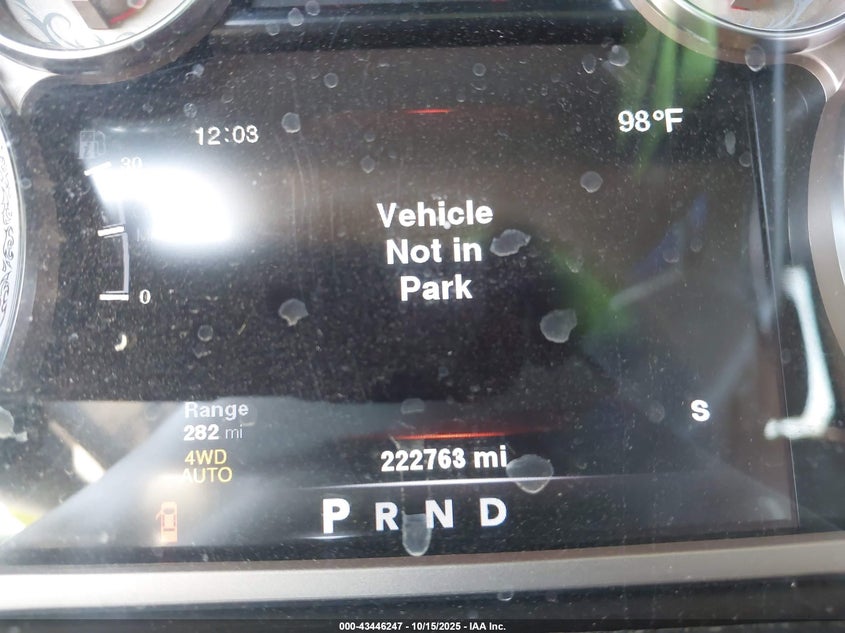 12:03
98°F
30
Vehicle
Not in
Park
0
Range
282 mi
S
4WD
AUTO
222763 mi
P R N D
000-43446247 - 10/15/2025 - IAA Inc.